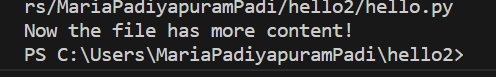 rs/MariaPadiyapuramPadi/hello2/hello.py
Now the file has more content!
PS C:\Users\MariaPadiyapuramPadi\hello2>